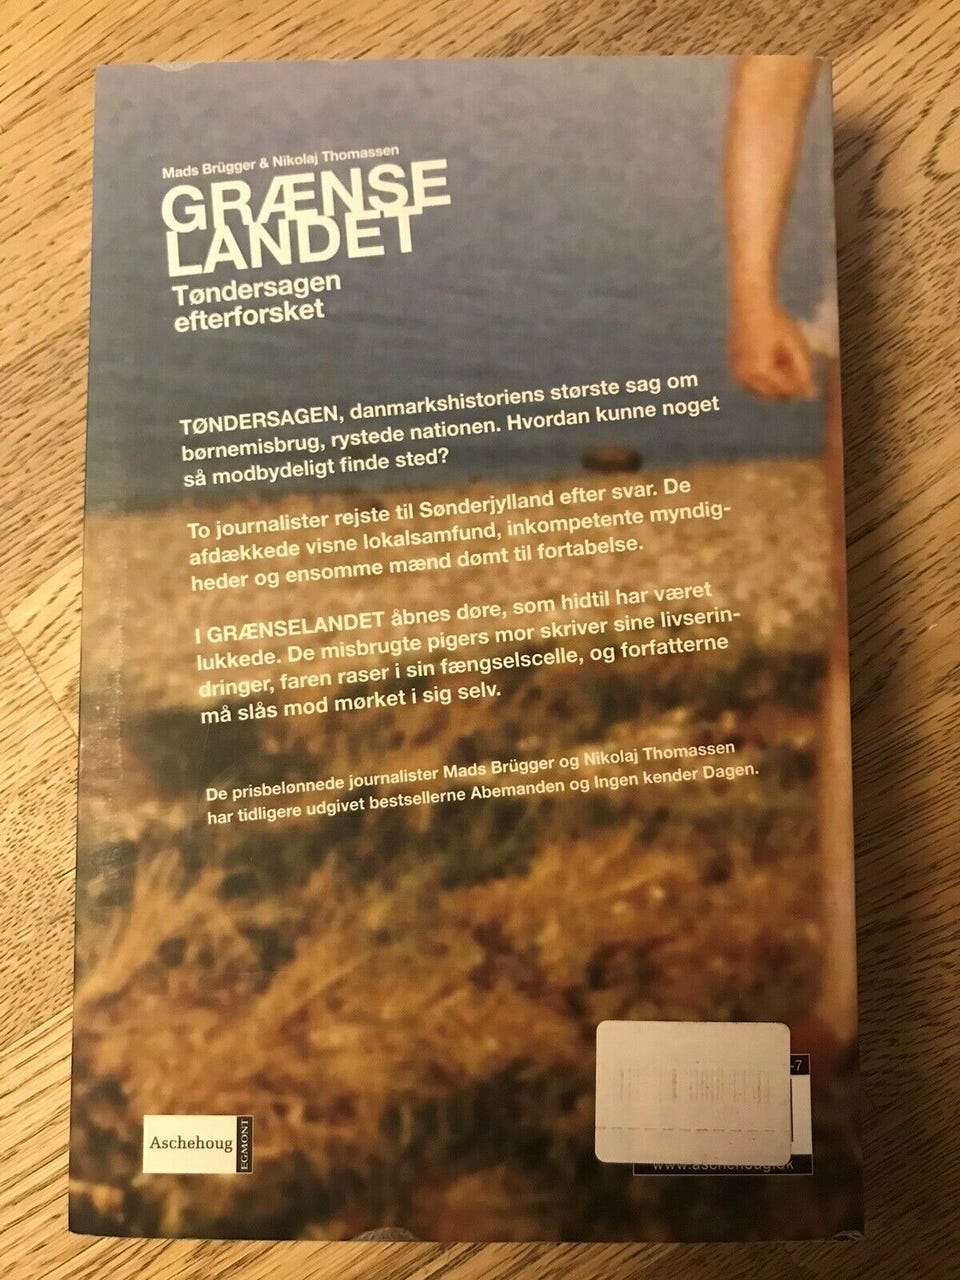 Mads Brügger & Nikolaj Thomassen
GRÆNSE
LANDET
Tøndersagen
efterforsket
TØNDERSAGEN, danmarkshistoriens største sag om
børnemisbrug, rystede nationen. Hvordan kunne noget
så modbydeligt finde sted?
To journalister rejste til Sønderjylland efter svar. De
afdækkede visne lokalsamfund, inkompetente myndig-
heder og ensomme mænd dømt til fortabelse.
I GRÆNSELANDET åbnes døre, som hidtil har været
lukkede. De misbrugte pigers mor skriver sine livserin-
dringer, faren raser i sin fængselscelle, og forfatterne
må slås mod mørket i sig selv.
De prisbelønnede journalister Mads Brügger og Nikolaj Thomassen
har tidligere udgivet bestsellerne Abemanden og Ingen kender Dagen.
-7
Aschehoug
EGMONT
www.aschehoug.dk